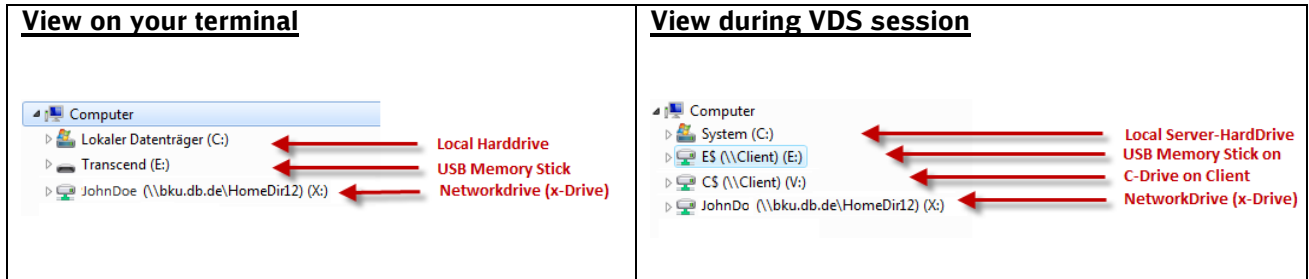 View on your terminal
Computer
Lokaler Datenträger (C:)
Local Harddrive
Transcend (E:)
USB Memory Stick
JohnDoe (\\bku.db.de\HomeDir12) (X:)
Networkdrive (x-Drive)
View during VDS session
Computer
System (C:)
Local Server-HardDrive
E$ (\\Client) (E:)
USB Memory Stick on
C$ (\\Client) (V:)
C-Drive on Client
JohnDo (\\bku.db.de\HomeDir12) (X:)
NetworkDrive (x-Drive)